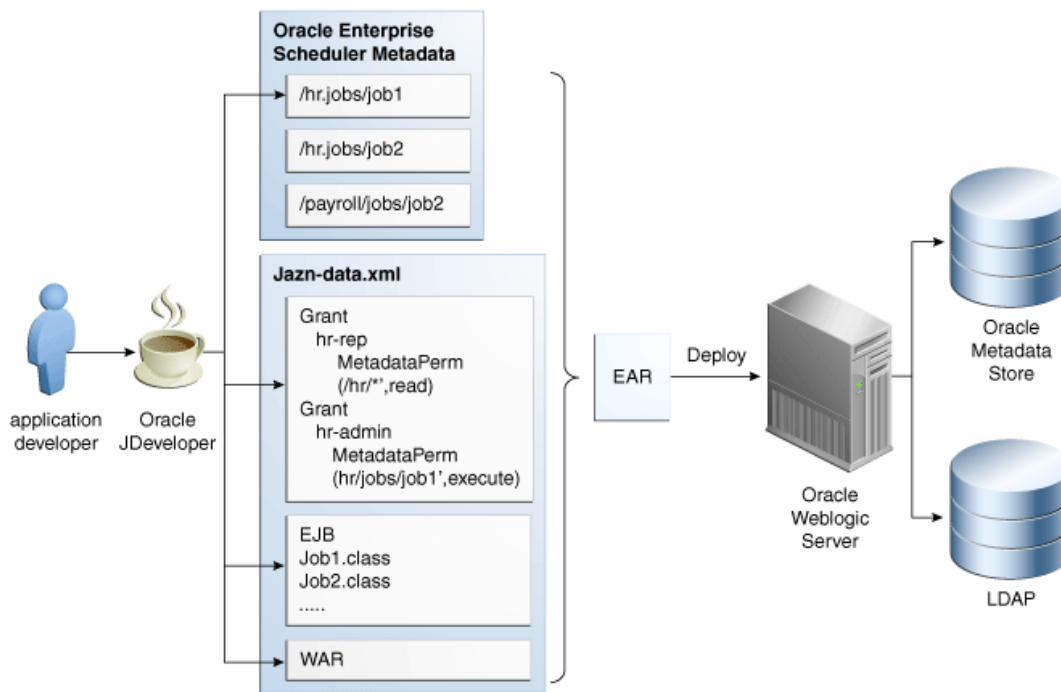 Oracle Enterprise
Scheduler Metadata
/hr.jobs/job1
/hr.jobs/job2
/payroll/jobs/job2
Jazn-data.xml
Grant
hr-rep
MetadataPerm
(/hr/*',read)
Grant
hr-admin
MetadataPerm
(hr/jobs/job1',execute)
EJB
Job1.class
Job2.class
.....
WAR
application
developer
Oracle
JDeveloper
EAR
Deploy
Oracle
Weblogic
Server
Oracle
Metadata
Store
LDAP